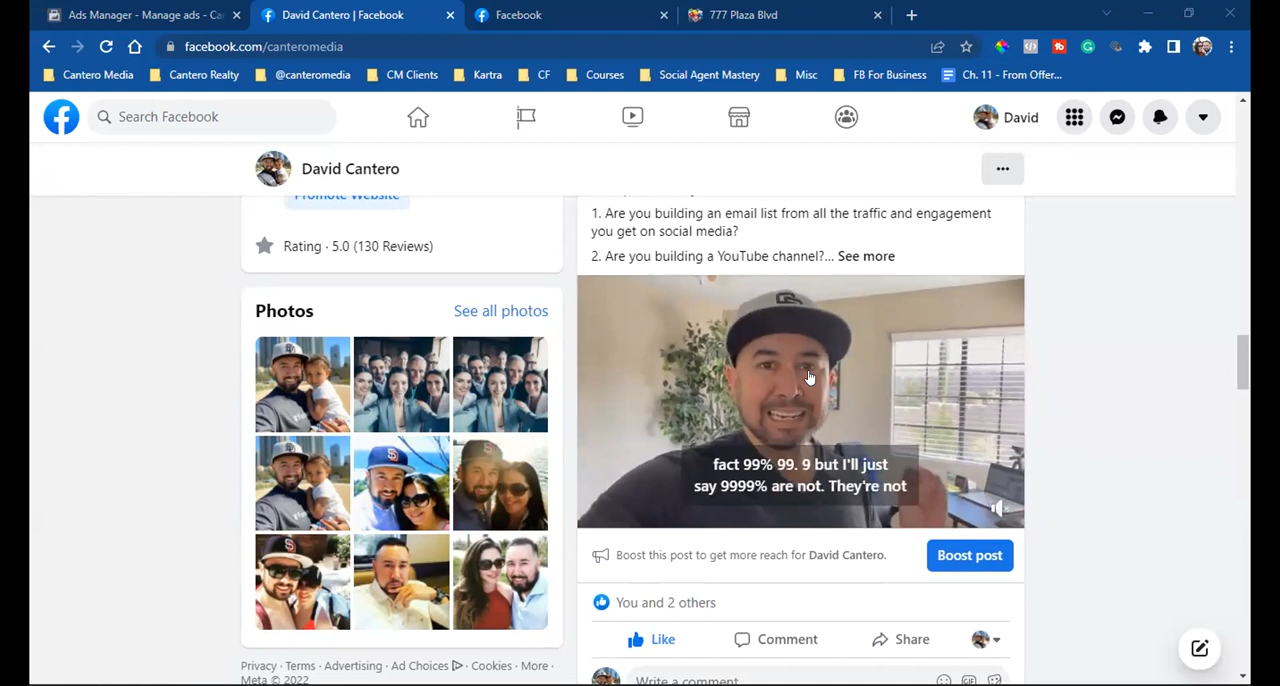 Ads Manager - Manage ads - Ca
David Cantero | Facebook
Facebook
777 Plaza Blvd
facebook.com/canteromedia
Cantero Media
Cantero Realty
@canteromedia
CM Clients
Kartra
CF
Courses
Social Agent Mastery
Misc
FB For Business
Ch. 11 - From Offer...
Search Facebook
David
David Cantero
Promote Website
Rating · 5.0 (130 Reviews)
Photos
See all photos
Privacy · Terms · Advertising · Ad Choices · Cookies · More ·
Meta © 2022
1. Are you building an email list from all the traffic and engagement
you get on social media?
2. Are you building a YouTube channel?... See more
fact 99% 99. 9 but I'll just
say 9999% are not. They're not
Boost this post to get more reach for David Cantero.
Boost post
You and 2 others
Like
Comment
Share
Write a comment
GIF